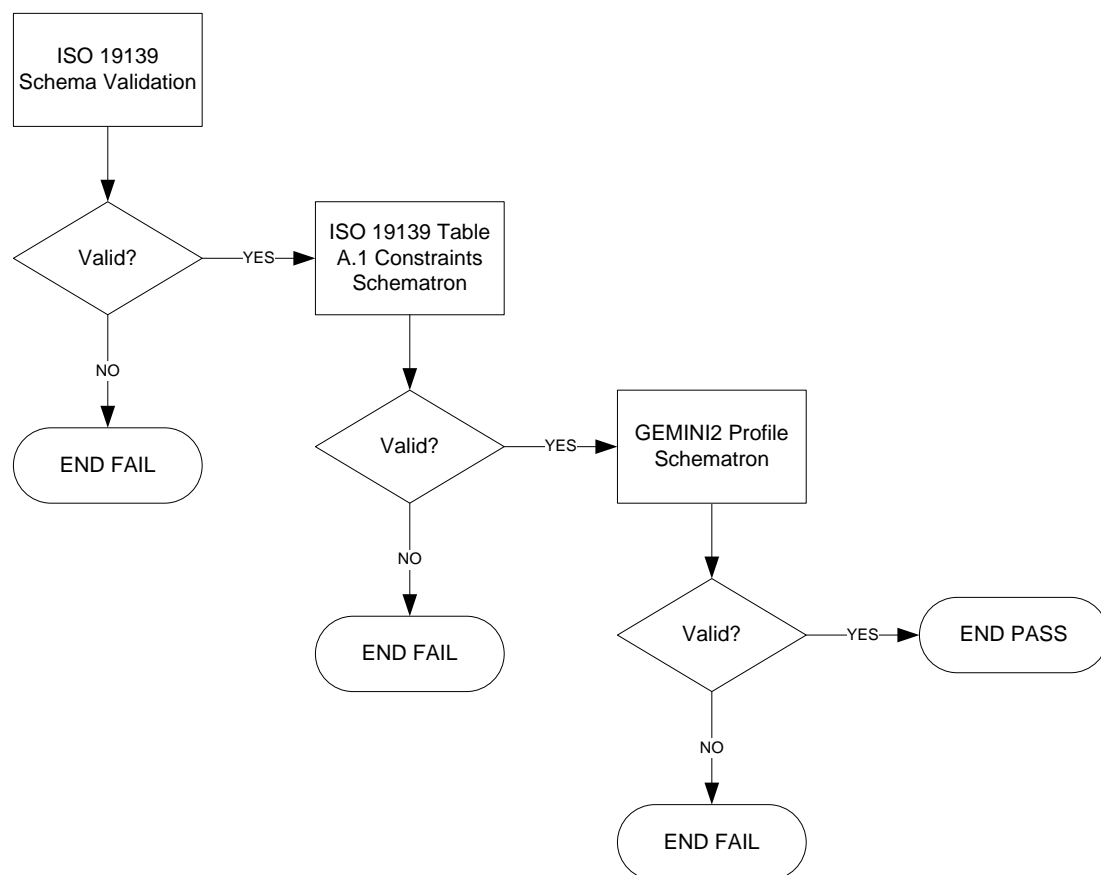 ISO 19139
Schema Validation
Valid?
YES
ISO 19139 Table
A.1 Constraints
Schematron
NO
END FAIL
Valid?
YES
GEMINI2 Profile
Schematron
NO
END FAIL
Valid?
YES
END PASS
NO
END FAIL